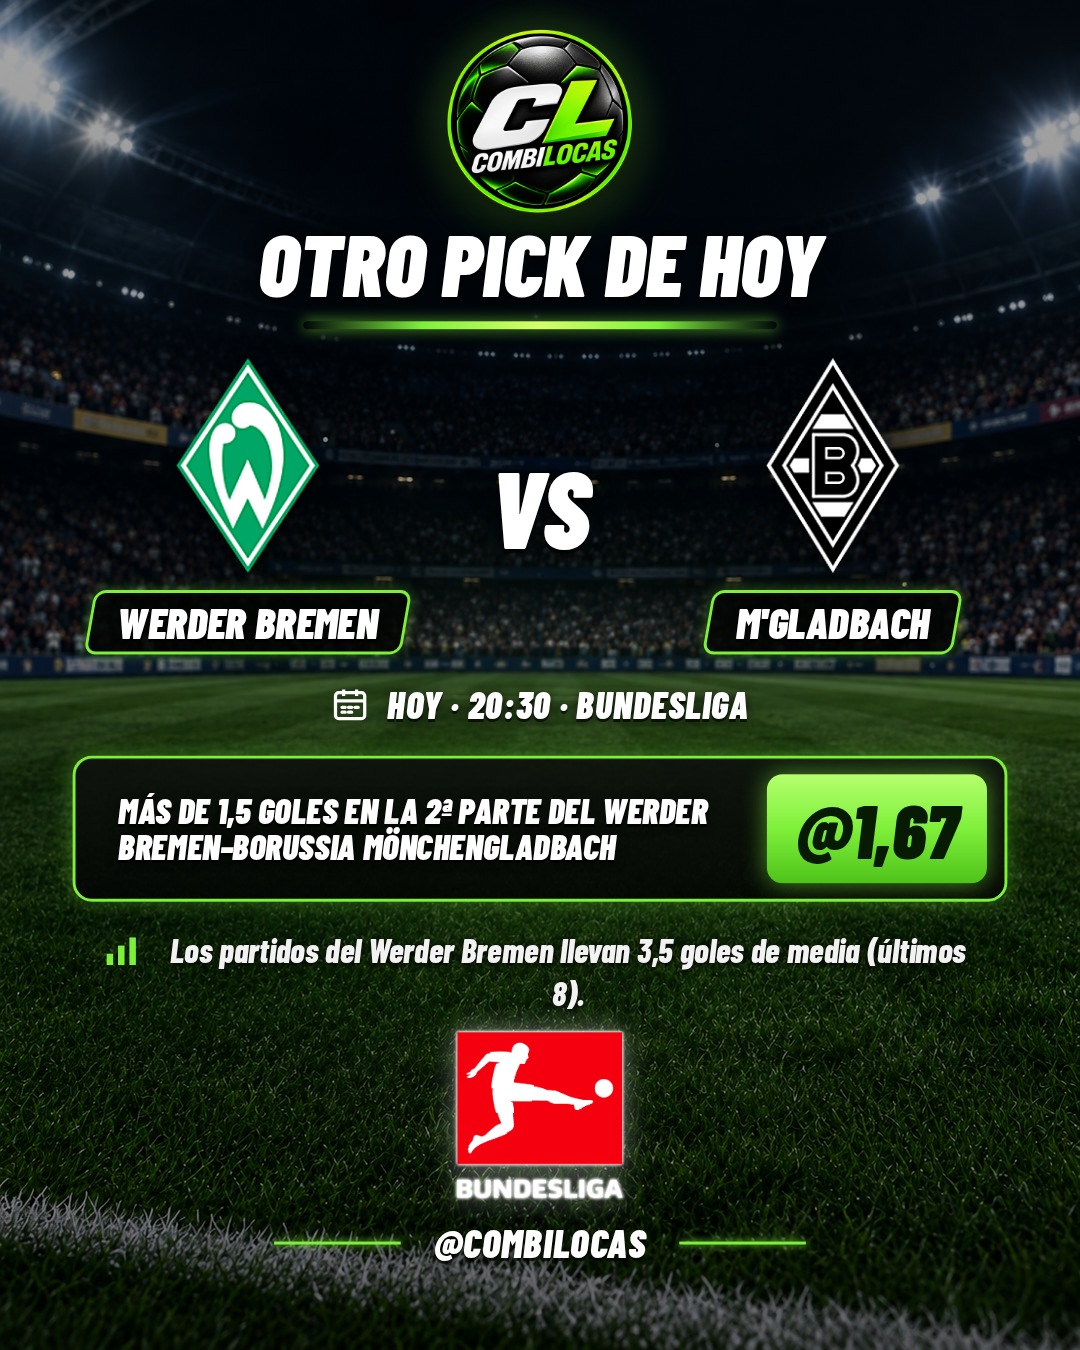 CL
COMBILOCAS
OTRO PICK DE HOY
VS
B
WERDER BREMEN
M'GLADBACH
HOY · 20:30 · BUNDESLIGA
MÁS DE 1,5 GOLES EN LA 2ª PARTE DEL WERDER
BREMEN-BORUSSIA MÖNCHENGLADBACH
@1,67
Los partidos del Werder Bremen llevan 3,5 goles de media (últimos
8).
BUNDESLIGA
@COMBILOCAS